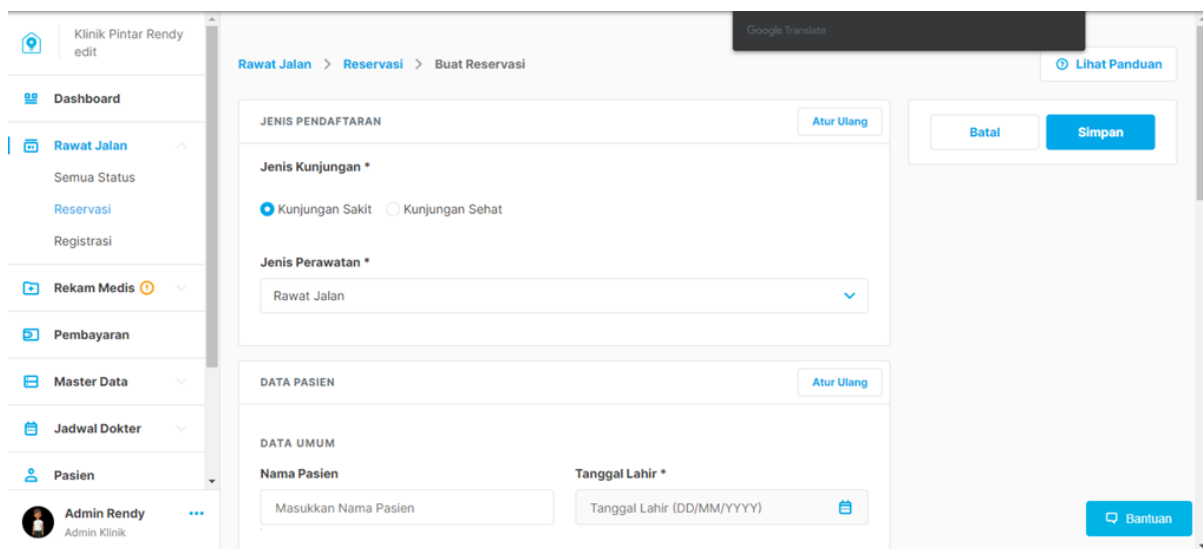 Klinik Pintar Rendy
edit
Dashboard
Rawat Jalan
Semua Status
Reservasi
Registrasi
Rekam Medis
Pembayaran
Master Data
Jadwal Dokter
Pasien
Admin Rendy
Admin Klinik
Google Translate
Rawat Jalan > Reservasi > Buat Reservasi
Lihat Panduan
JENIS PENDAFTARAN
Atur Ulang
Jenis Kunjungan *
Kunjungan Sakit Kunjungan Sehat
Jenis Perawatan *
Rawat Jalan
Batal Simpan
DATA PASIEN
Atur Ulang
DATA UMUM
Nama Pasien Tanggal Lahir *
Masukkan Nama Pasien Tanggal Lahir (DD/MM/YYYY)
Bantuan